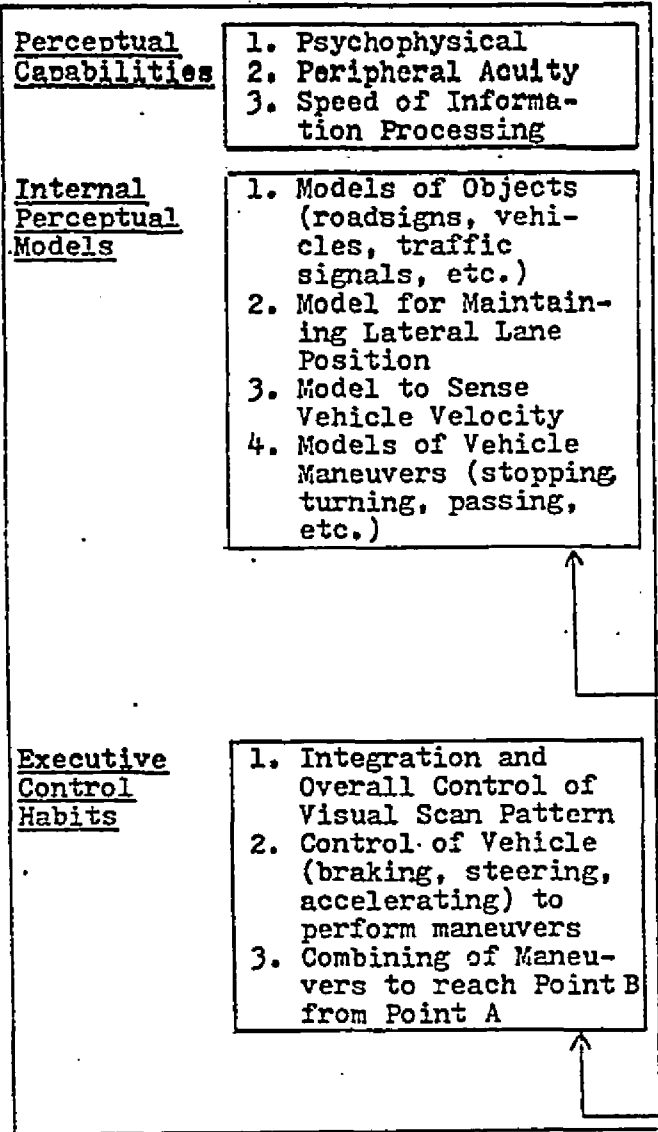 Perceptual
Capabilities
1. Psychophysical
2. Peripheral Acuity
3. Speed of Informa-
tion Processing
Internal
Perceptual
Models
1. Models of Objects
(roadsigns, vehi-
cles, traffic
signals, etc.)
2. Model for Maintain-
ing Lateral Lane
Position
3. Model to Sense
Vehicle Velocity
4. Models of Vehicle
Maneuvers (stopping,
turning, passing,
etc.)
Executive
Control
Habits
1. Integration and
Overall Control of
Visual Scan Pattern
2. Control of Vehicle
(braking, steering,
accelerating) to
perform maneuvers
3. Combining of Maneu-
vers to reach Point B
from Point A